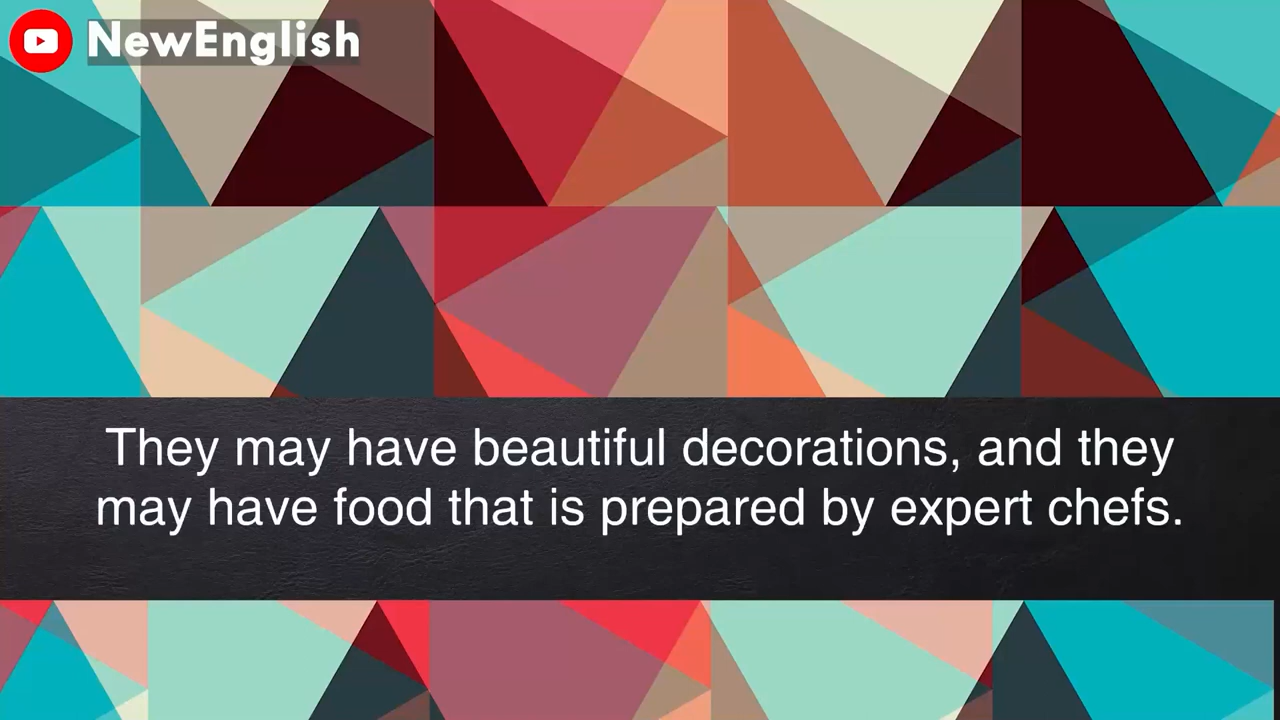 NewEnglish
They may have beautiful decorations, and they
may have food that is prepared by expert chefs.